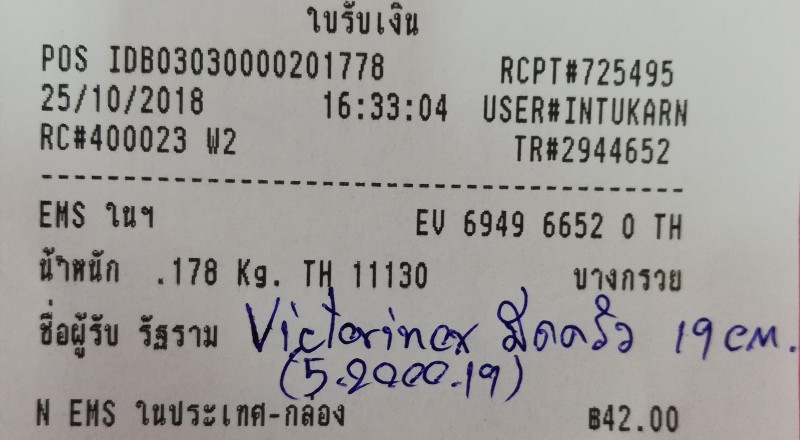 ใบรับเงิน
POS IDB03030000201778 RCPT#725495
25/10/2018 16:33:04 USER#INTUKARN
RC#400023 W2 TR#2944652
EMS ในฯ EV 6949 6652 0 TH
น้ำหนัก .178 Kg. TH 11130 บางกรวย
ชื่อผู้รับ รัฐราม Victorinox มีดครัว 19 cm.
(5.2000.19)
N EMS ในประเทศ-กล่อง ฿42.00